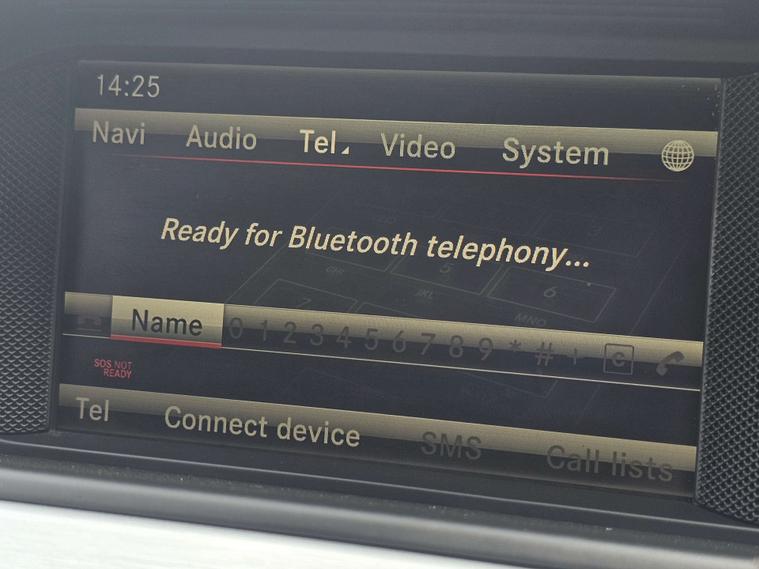 14:25
Navi Audio Tel Video System
Ready for Bluetooth telephony...
Name 0 1 2 3 4 5 6 7 8 9 * # + C
SOS NOT
READY
Tel Connect device SMS Call lists